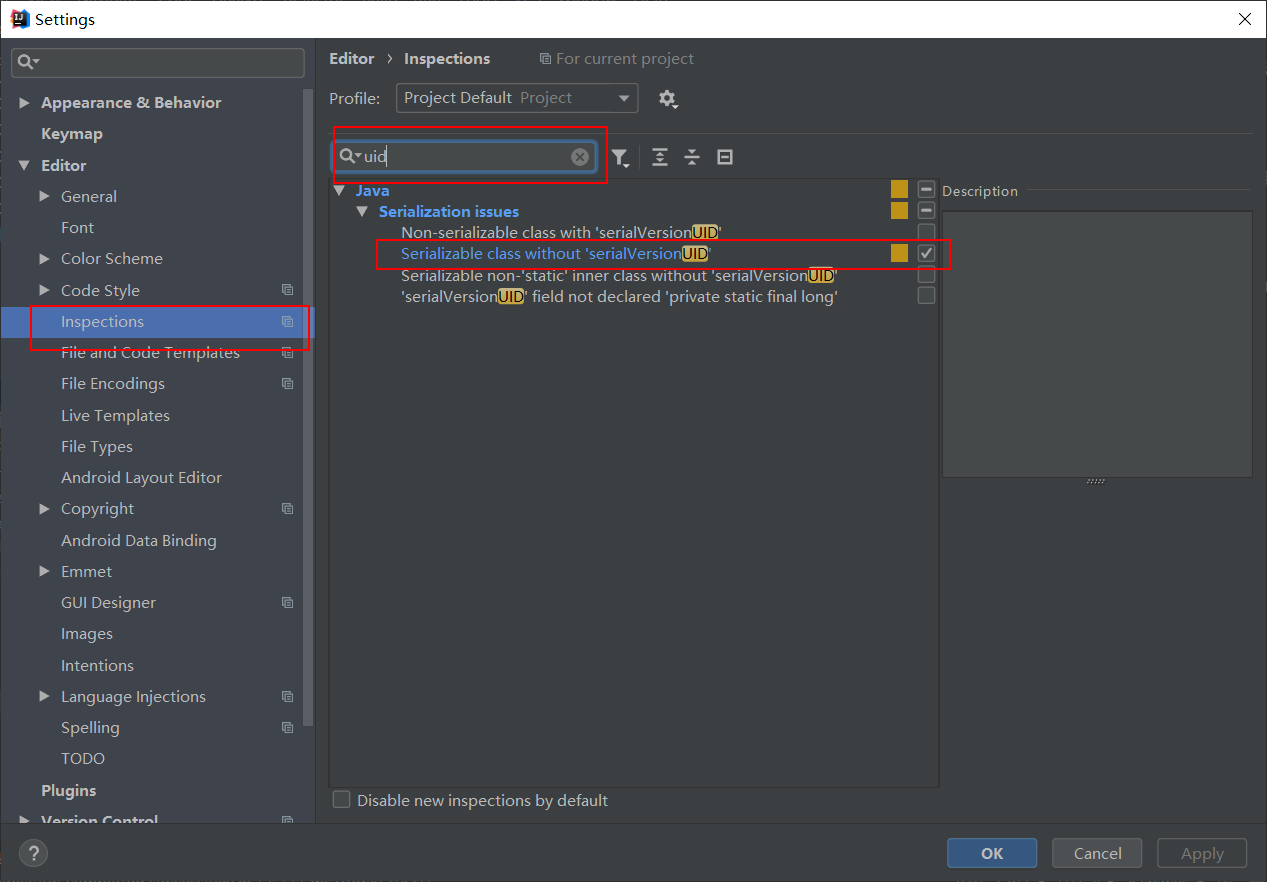 Settings
Appearance & Behavior
Keymap
Editor
General
Font
Color Scheme
Code Style
Inspections
File and Code Templates
File Encodings
Live Templates
File Types
Android Layout Editor
Copyright
Android Data Binding
Emmet
GUI Designer
Images
Intentions
Language Injections
Spelling
TODO
Plugins
Version Control
?
Editor › Inspections For current project
Profile: Project Default Project
uid
Java
Serialization issues
Non-serializable class with 'serialVersionUID'
Serializable class without 'serialVersionUID'
Serializable non-'static' inner class without 'serialVersionUID'
'serialVersionUID' field not declared 'private static final long'
Description
Disable new inspections by default
OK Cancel Apply